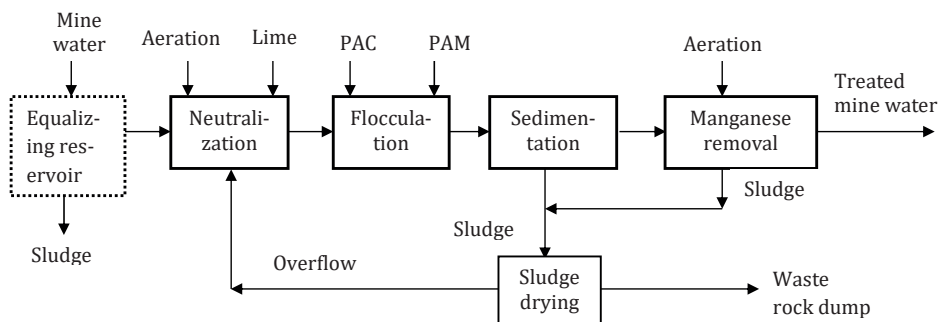 Mine
water
Aeration
Lime
PAC
PAM
Aeration
Treated
mine water
Equaliz-
ing res-
ervoir
Neutrali-
zation
Floccula-
tion
Sedimen-
tation
Manganese
removal
Sludge
Sludge
Sludge
Overflow
Sludge
drying
Waste
rock dump